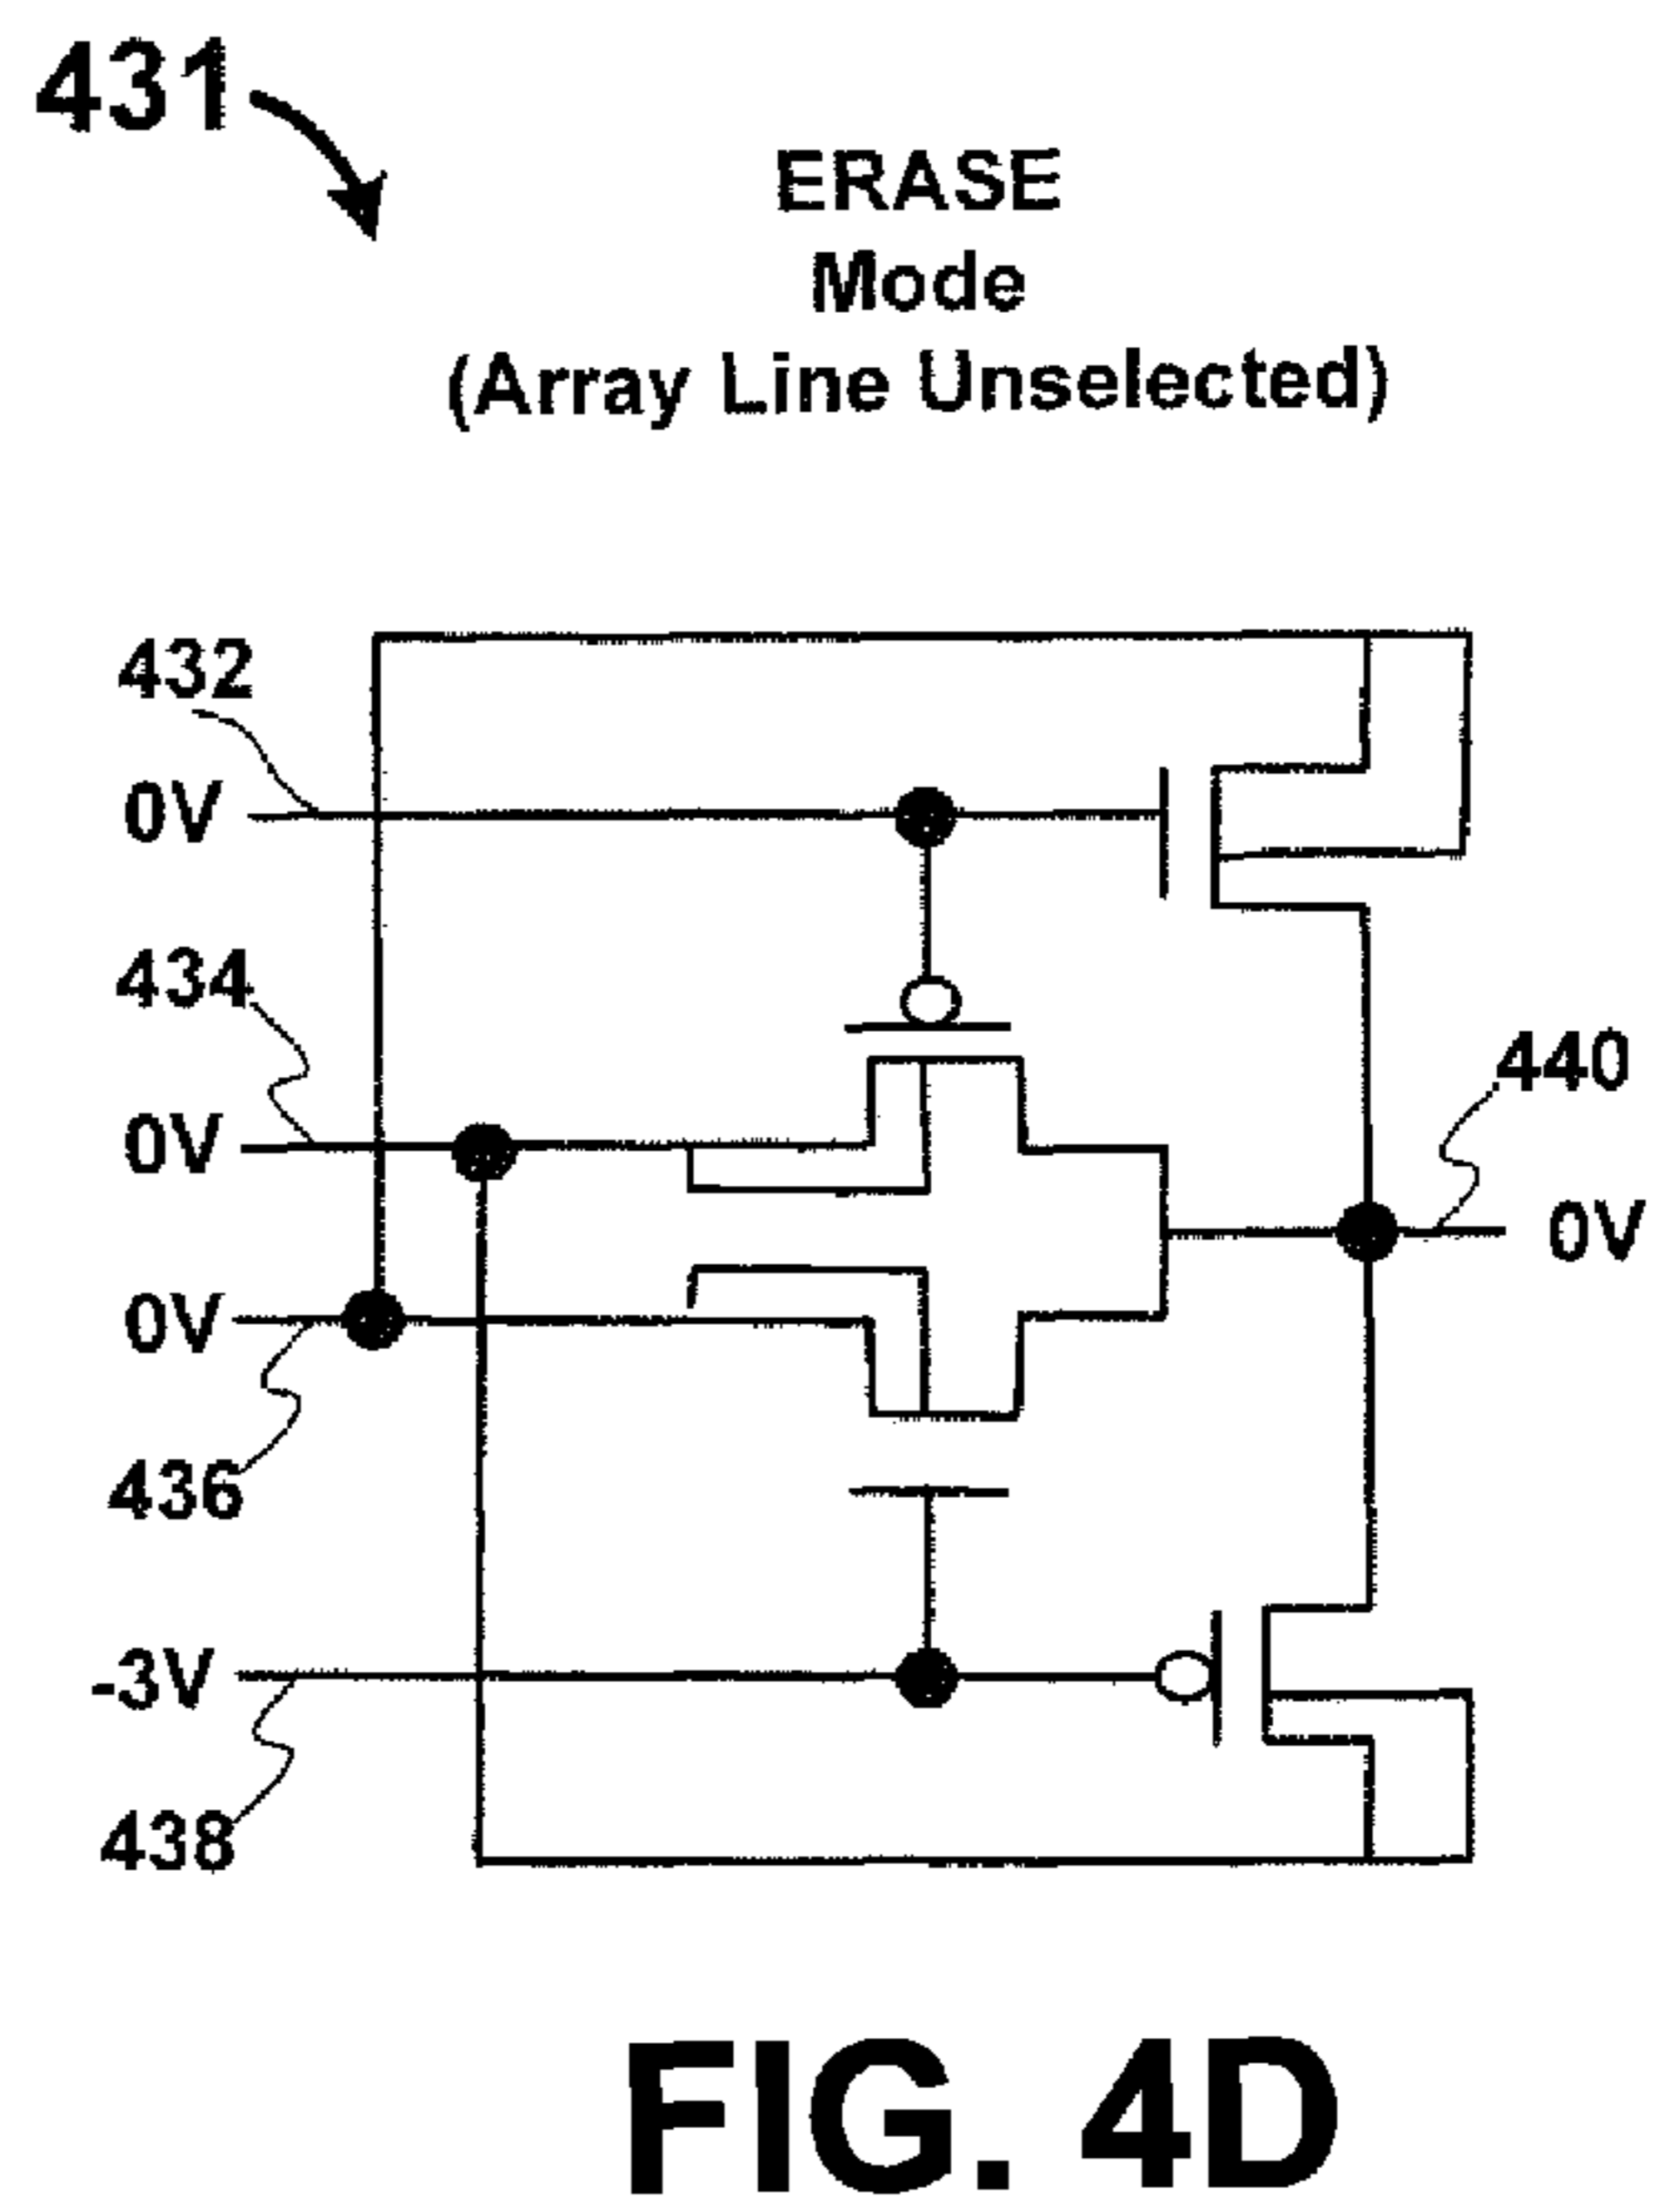 431
ERASE
Mode
(Array Line Unselected)
432
0V
434
0V
440
0V
0V
436
-3V
438
FIG. 4D